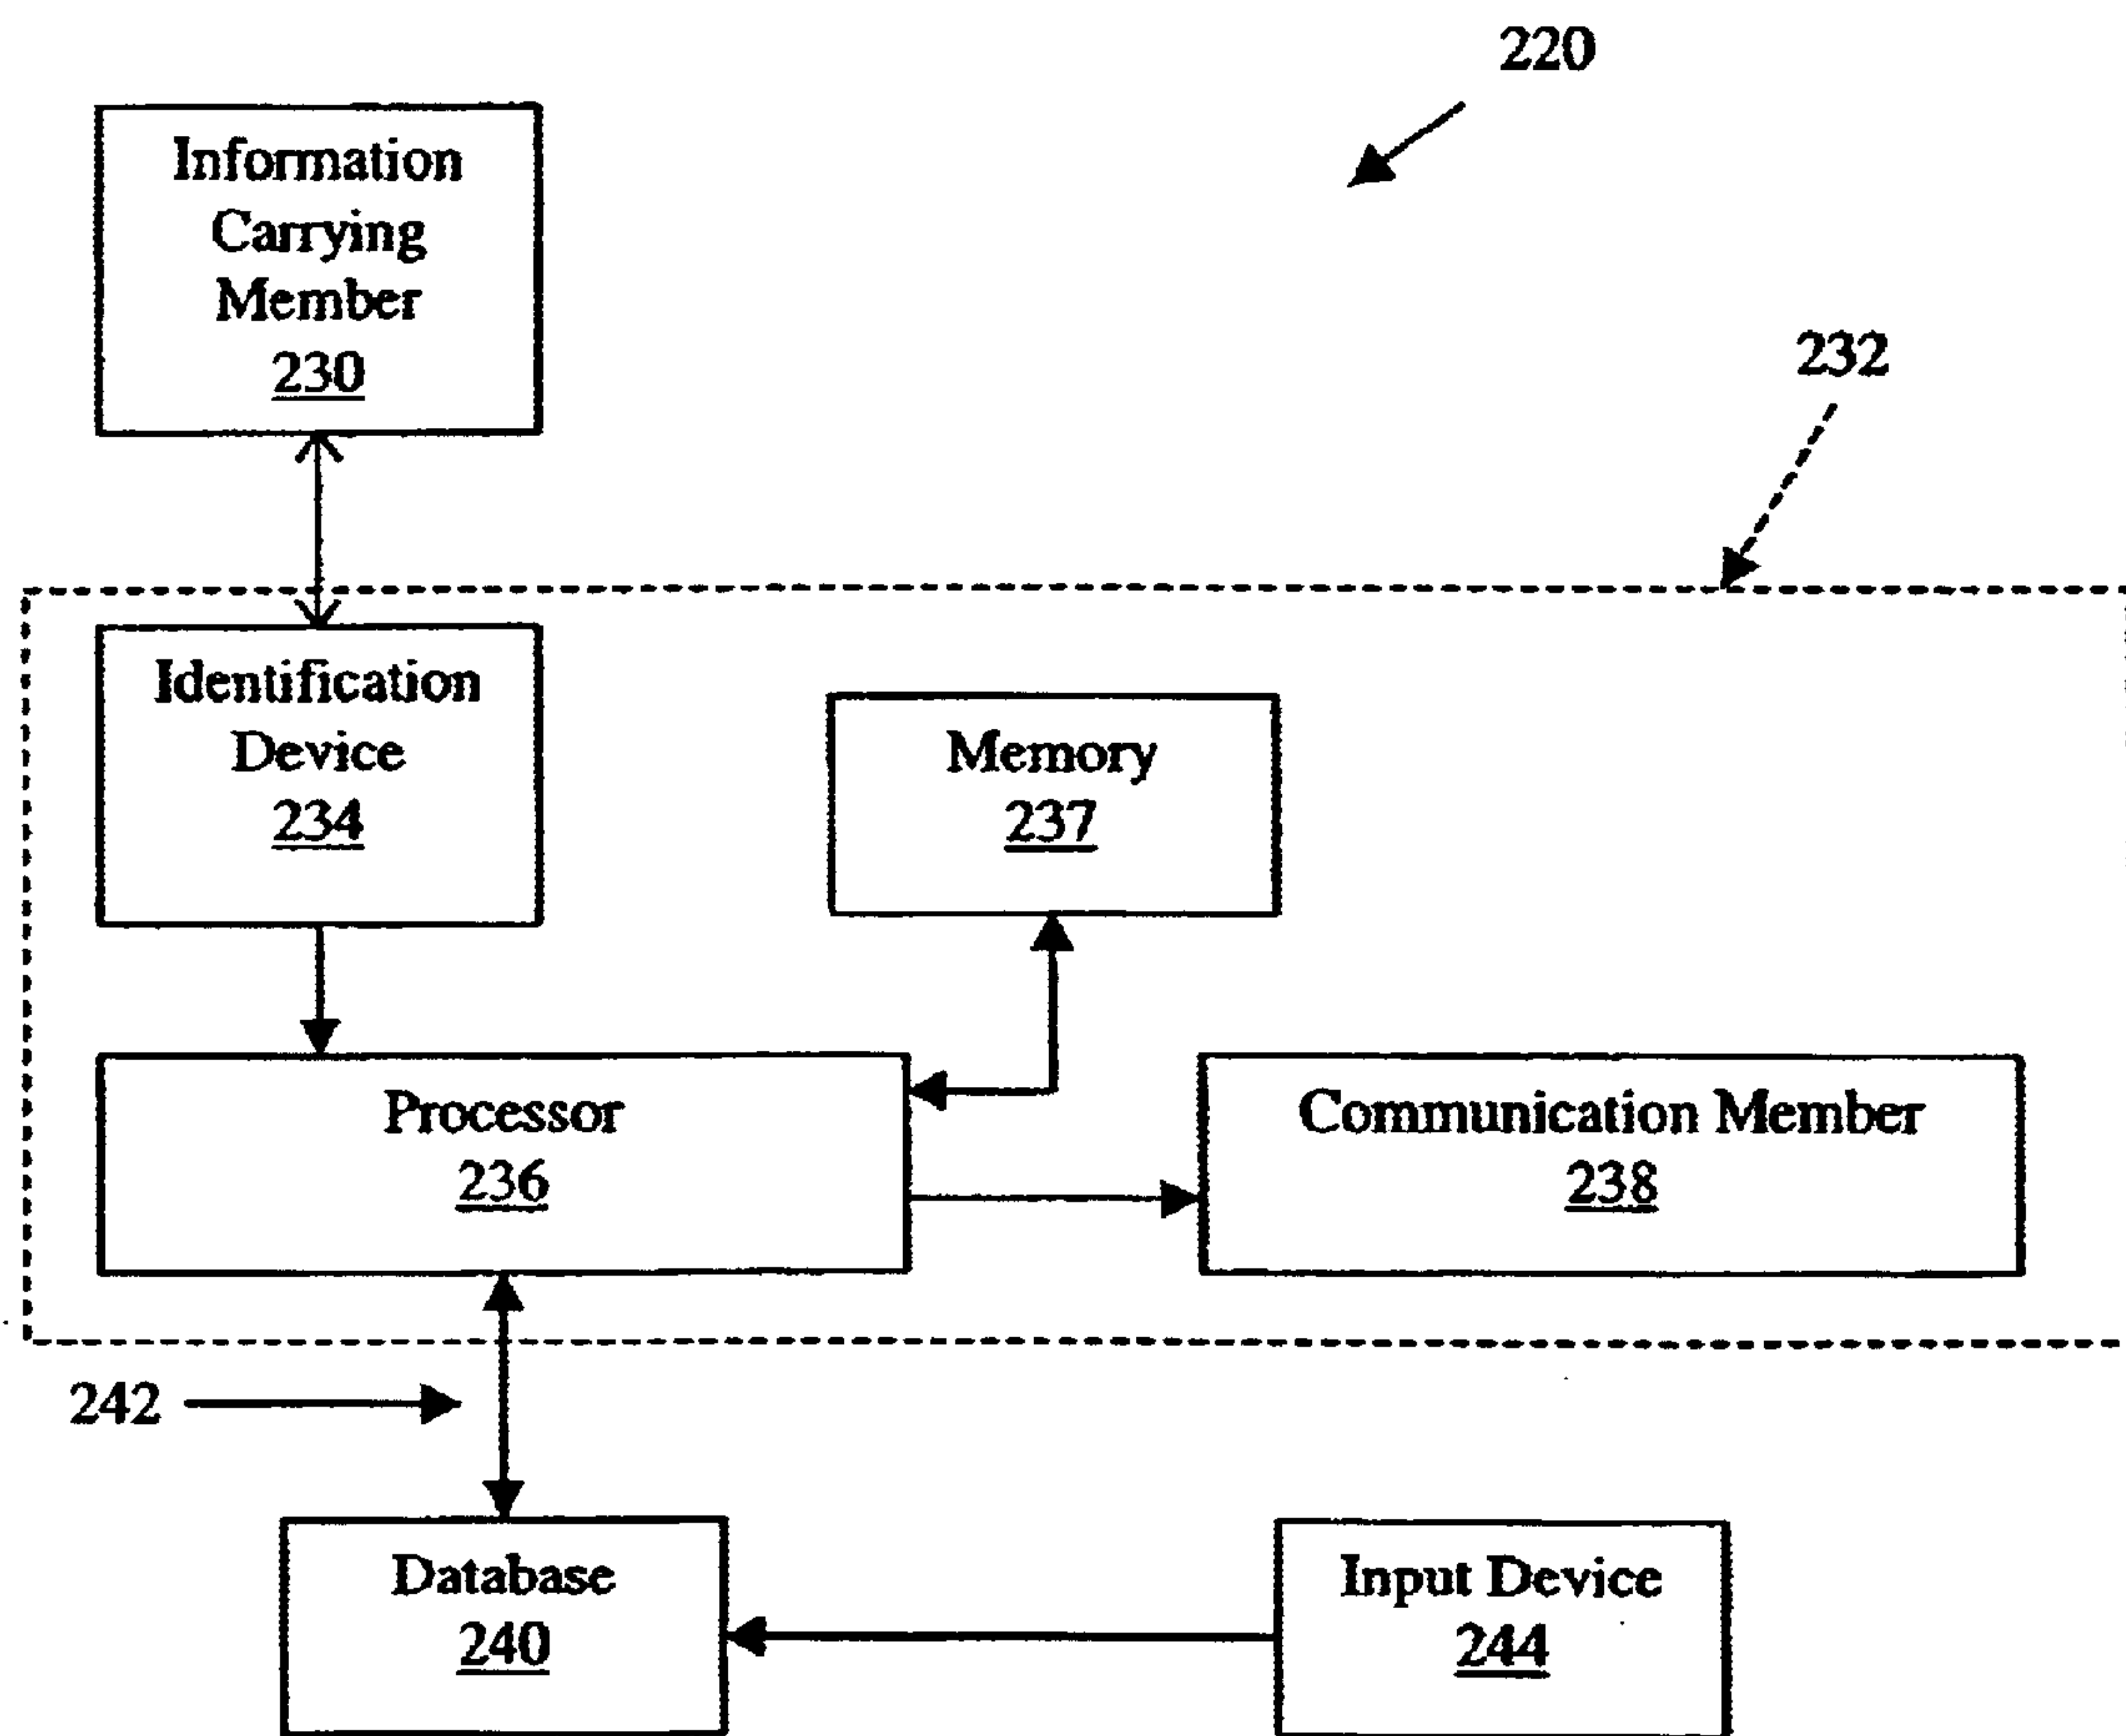 220
Information
Carrying
Member
230
232
Identification
Device
234
Memory
237
Processor
236
Communication Member
238
242
Database
240
Input Device
244